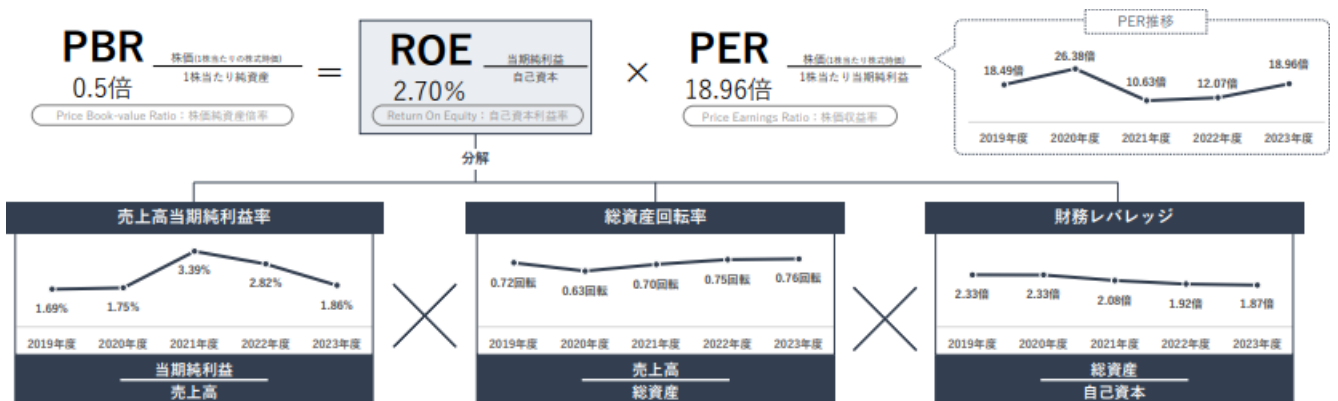 PBR
株価(1株当たりの株式時価)
1株当たり純資産
0.5倍
Price Book-value Ratio：株価純資産倍率
=
ROE
当期純利益
自己資本
2.70%
Return On Equity：自己資本利益率
×
PER
株価(1株当たり株式時価)
1株当たり当期純利益
18.96倍
Price Earnings Ratio：株価収益率
PER推移
18.49倍 26.38倍 10.63倍 12.07倍 18.96倍
2019年度 2020年度 2021年度 2022年度 2023年度
分解
売上高当期純利益率
1.69% 1.75% 3.39% 2.82% 1.86%
2019年度 2020年度 2021年度 2022年度 2023年度
当期純利益
売上高
×
総資産回転率
0.72回転 0.63回転 0.70回転 0.75回転 0.76回転
2019年度 2020年度 2021年度 2022年度 2023年度
売上高
総資産
×
財務レバレッジ
2.33倍 2.33倍 2.08倍 1.92倍 1.87倍
2019年度 2020年度 2021年度 2022年度 2023年度
総資産
自己資本